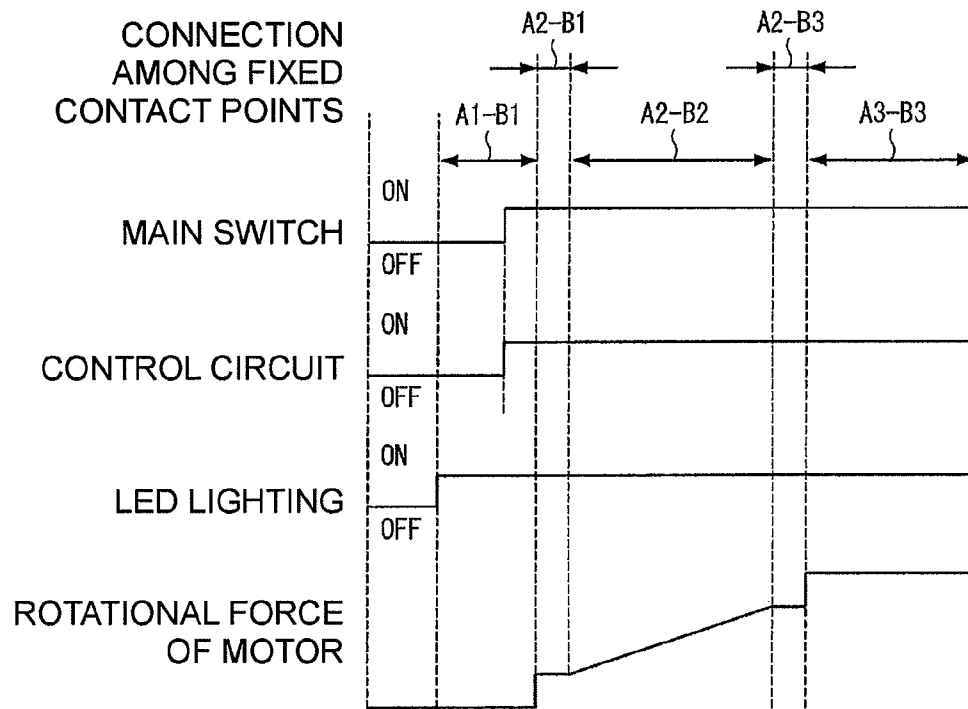 CONNECTION
AMONG FIXED
CONTACT POINTS
A2-B1
A2-B3
A1-B1
A2-B2
A3-B3
MAIN SWITCH
ON
OFF
CONTROL CIRCUIT
ON
OFF
LED LIGHTING
ON
OFF
ROTATIONAL FORCE
OF MOTOR